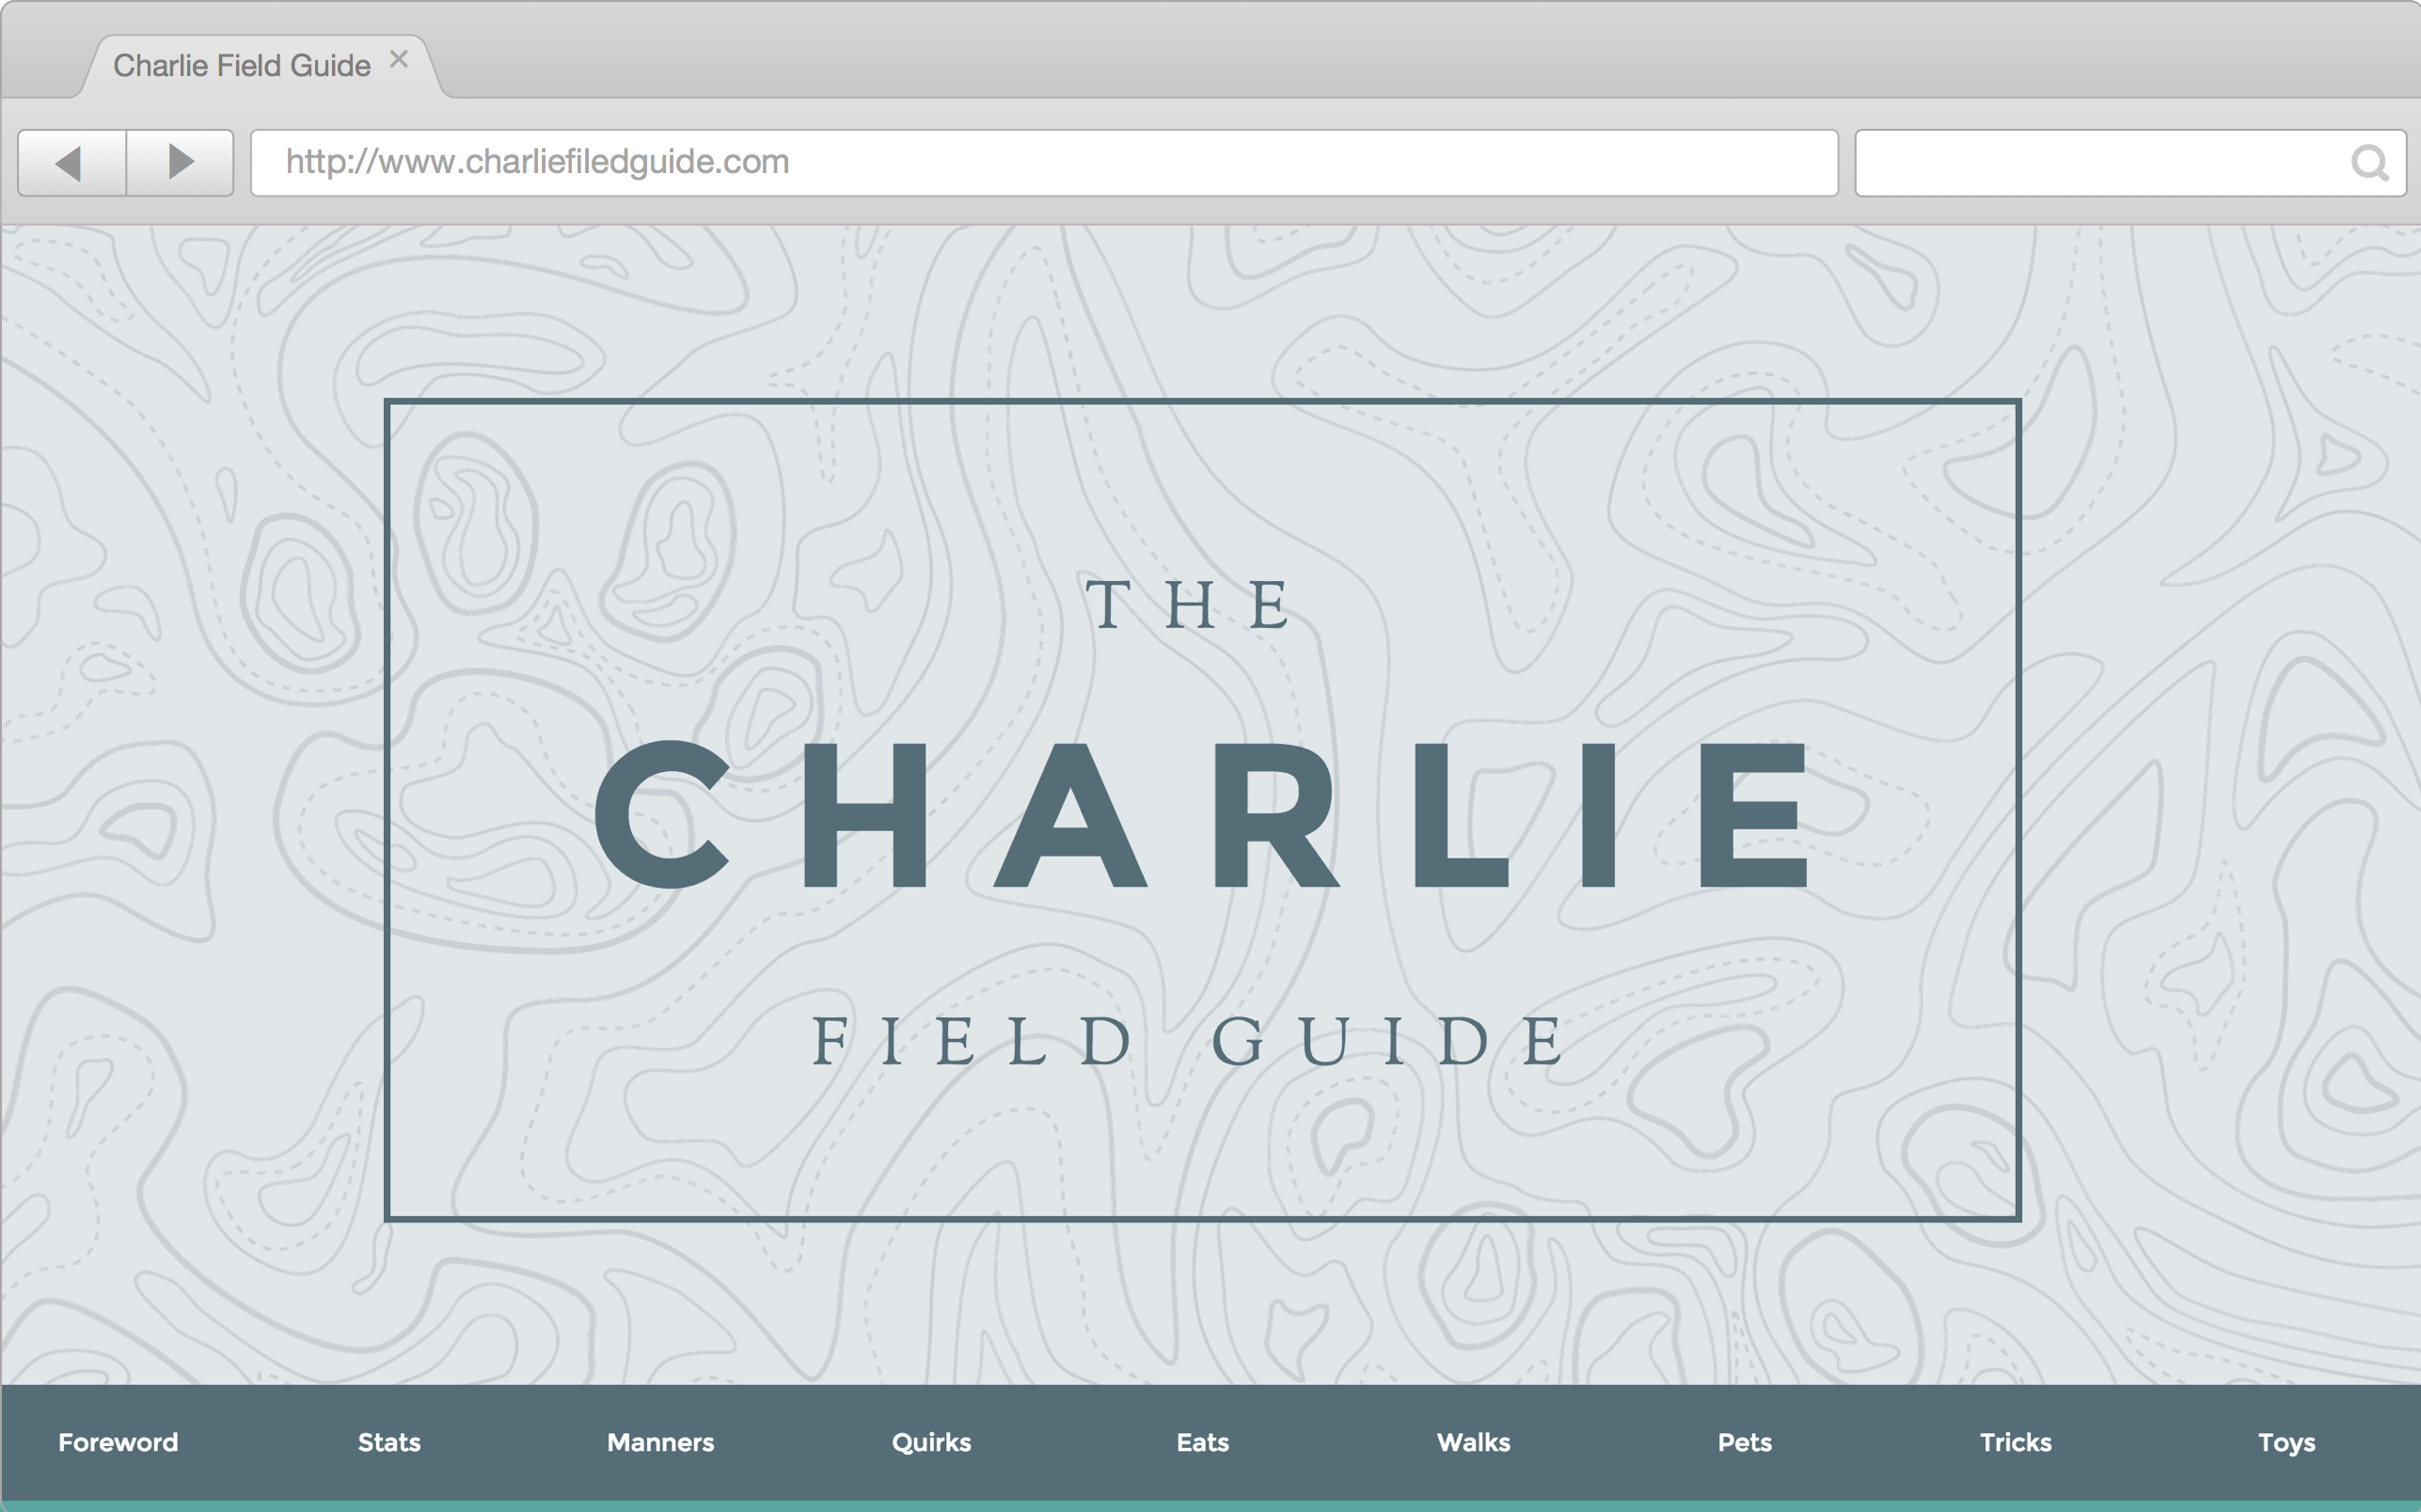 Charlie Field Guide
http://www.charliefiledguide.com
THE
CHARLIE
FIELD GUIDE
Foreword Stats Manners Quirks Eats Walks Pets Tricks Toys